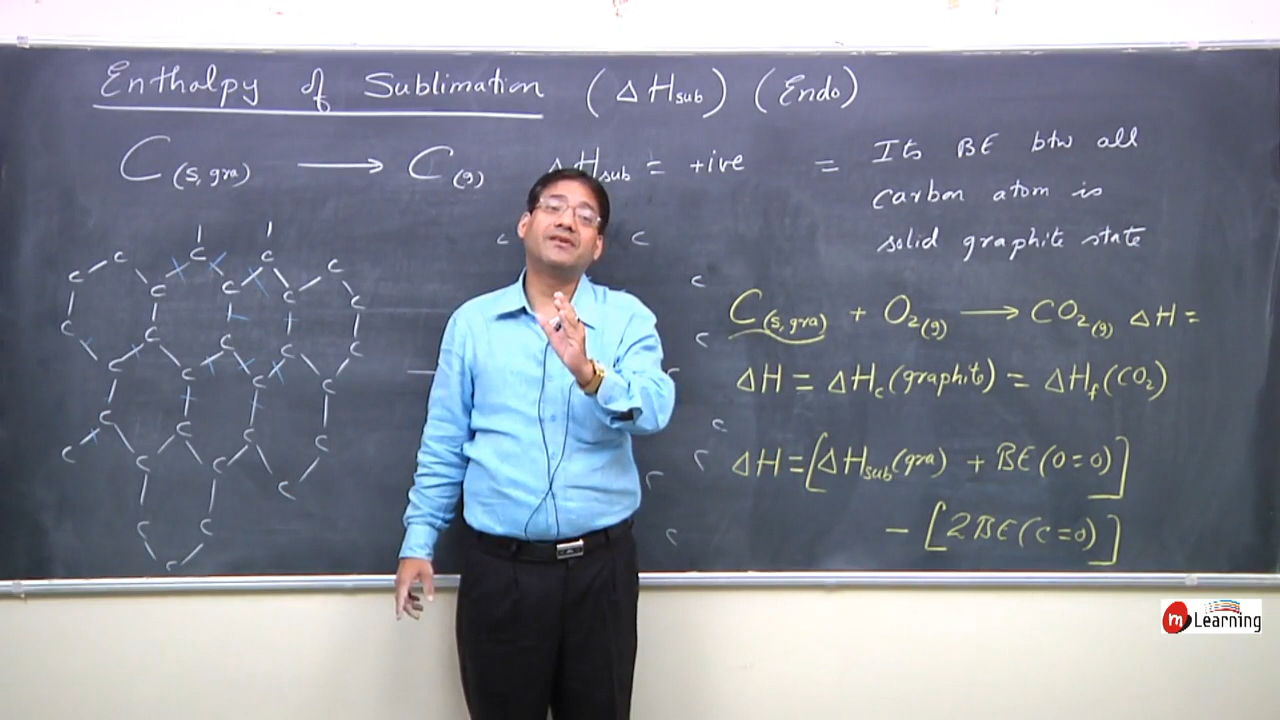 Enthalpy of Sublimation (ΔHsub) (Endo)
C(s, gra) ⟶ C(g) ΔHsub = +ive = Its BE btw all
carbon atom is
solid graphite state
C(s, gra) + O2(g) ⟶ CO2(g) ΔH =
ΔH = ΔHc(graphite) = ΔHf(CO2)
ΔH = [ΔHsub(gra) + BE(O=O)]
- [2BE(C=O)]
m Learning